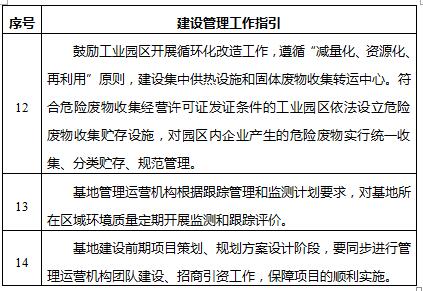 序号 建设管理工作指引
鼓励工业园区开展循环化改造工作，遵循“减量化、资源化、
再利用”原则，建设集中供热设施和固体废物收集转运中心。符
12 合危险废物收集经营许可证发证条件的工业园区依法设立危险
废物收集贮存设施，对园区内企业产生的危险废物实行统一收
集、分类贮存、规范管理。
基地管理运营机构根据跟踪管理和监测计划要求，对基地所
13 在区域环境质量定期开展监测和跟踪评价。
基地建设前期项目策划、规划方案设计阶段，要同步进行管
14 理运营机构团队建设、招商引资工作，保障项目的顺利实施。